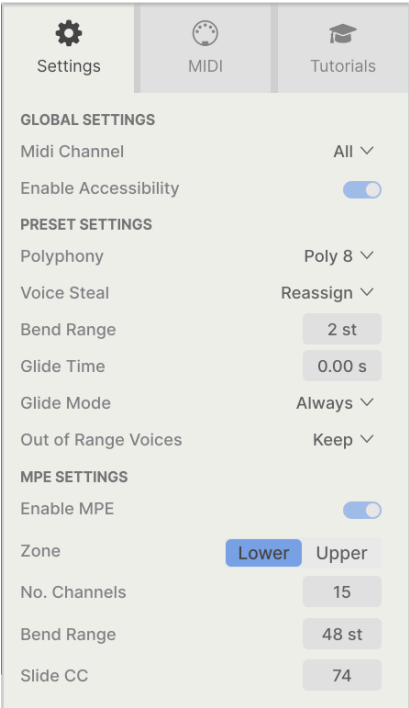 Settings MIDI Tutorials
GLOBAL SETTINGS
Midi Channel All
Enable Accessibility
PRESET SETTINGS
Polyphony Poly 8
Voice Steal Reassign
Bend Range 2 st
Glide Time 0.00 s
Glide Mode Always
Out of Range Voices Keep
MPE SETTINGS
Enable MPE
Zone Lower Upper
No. Channels 15
Bend Range 48 st
Slide CC 74